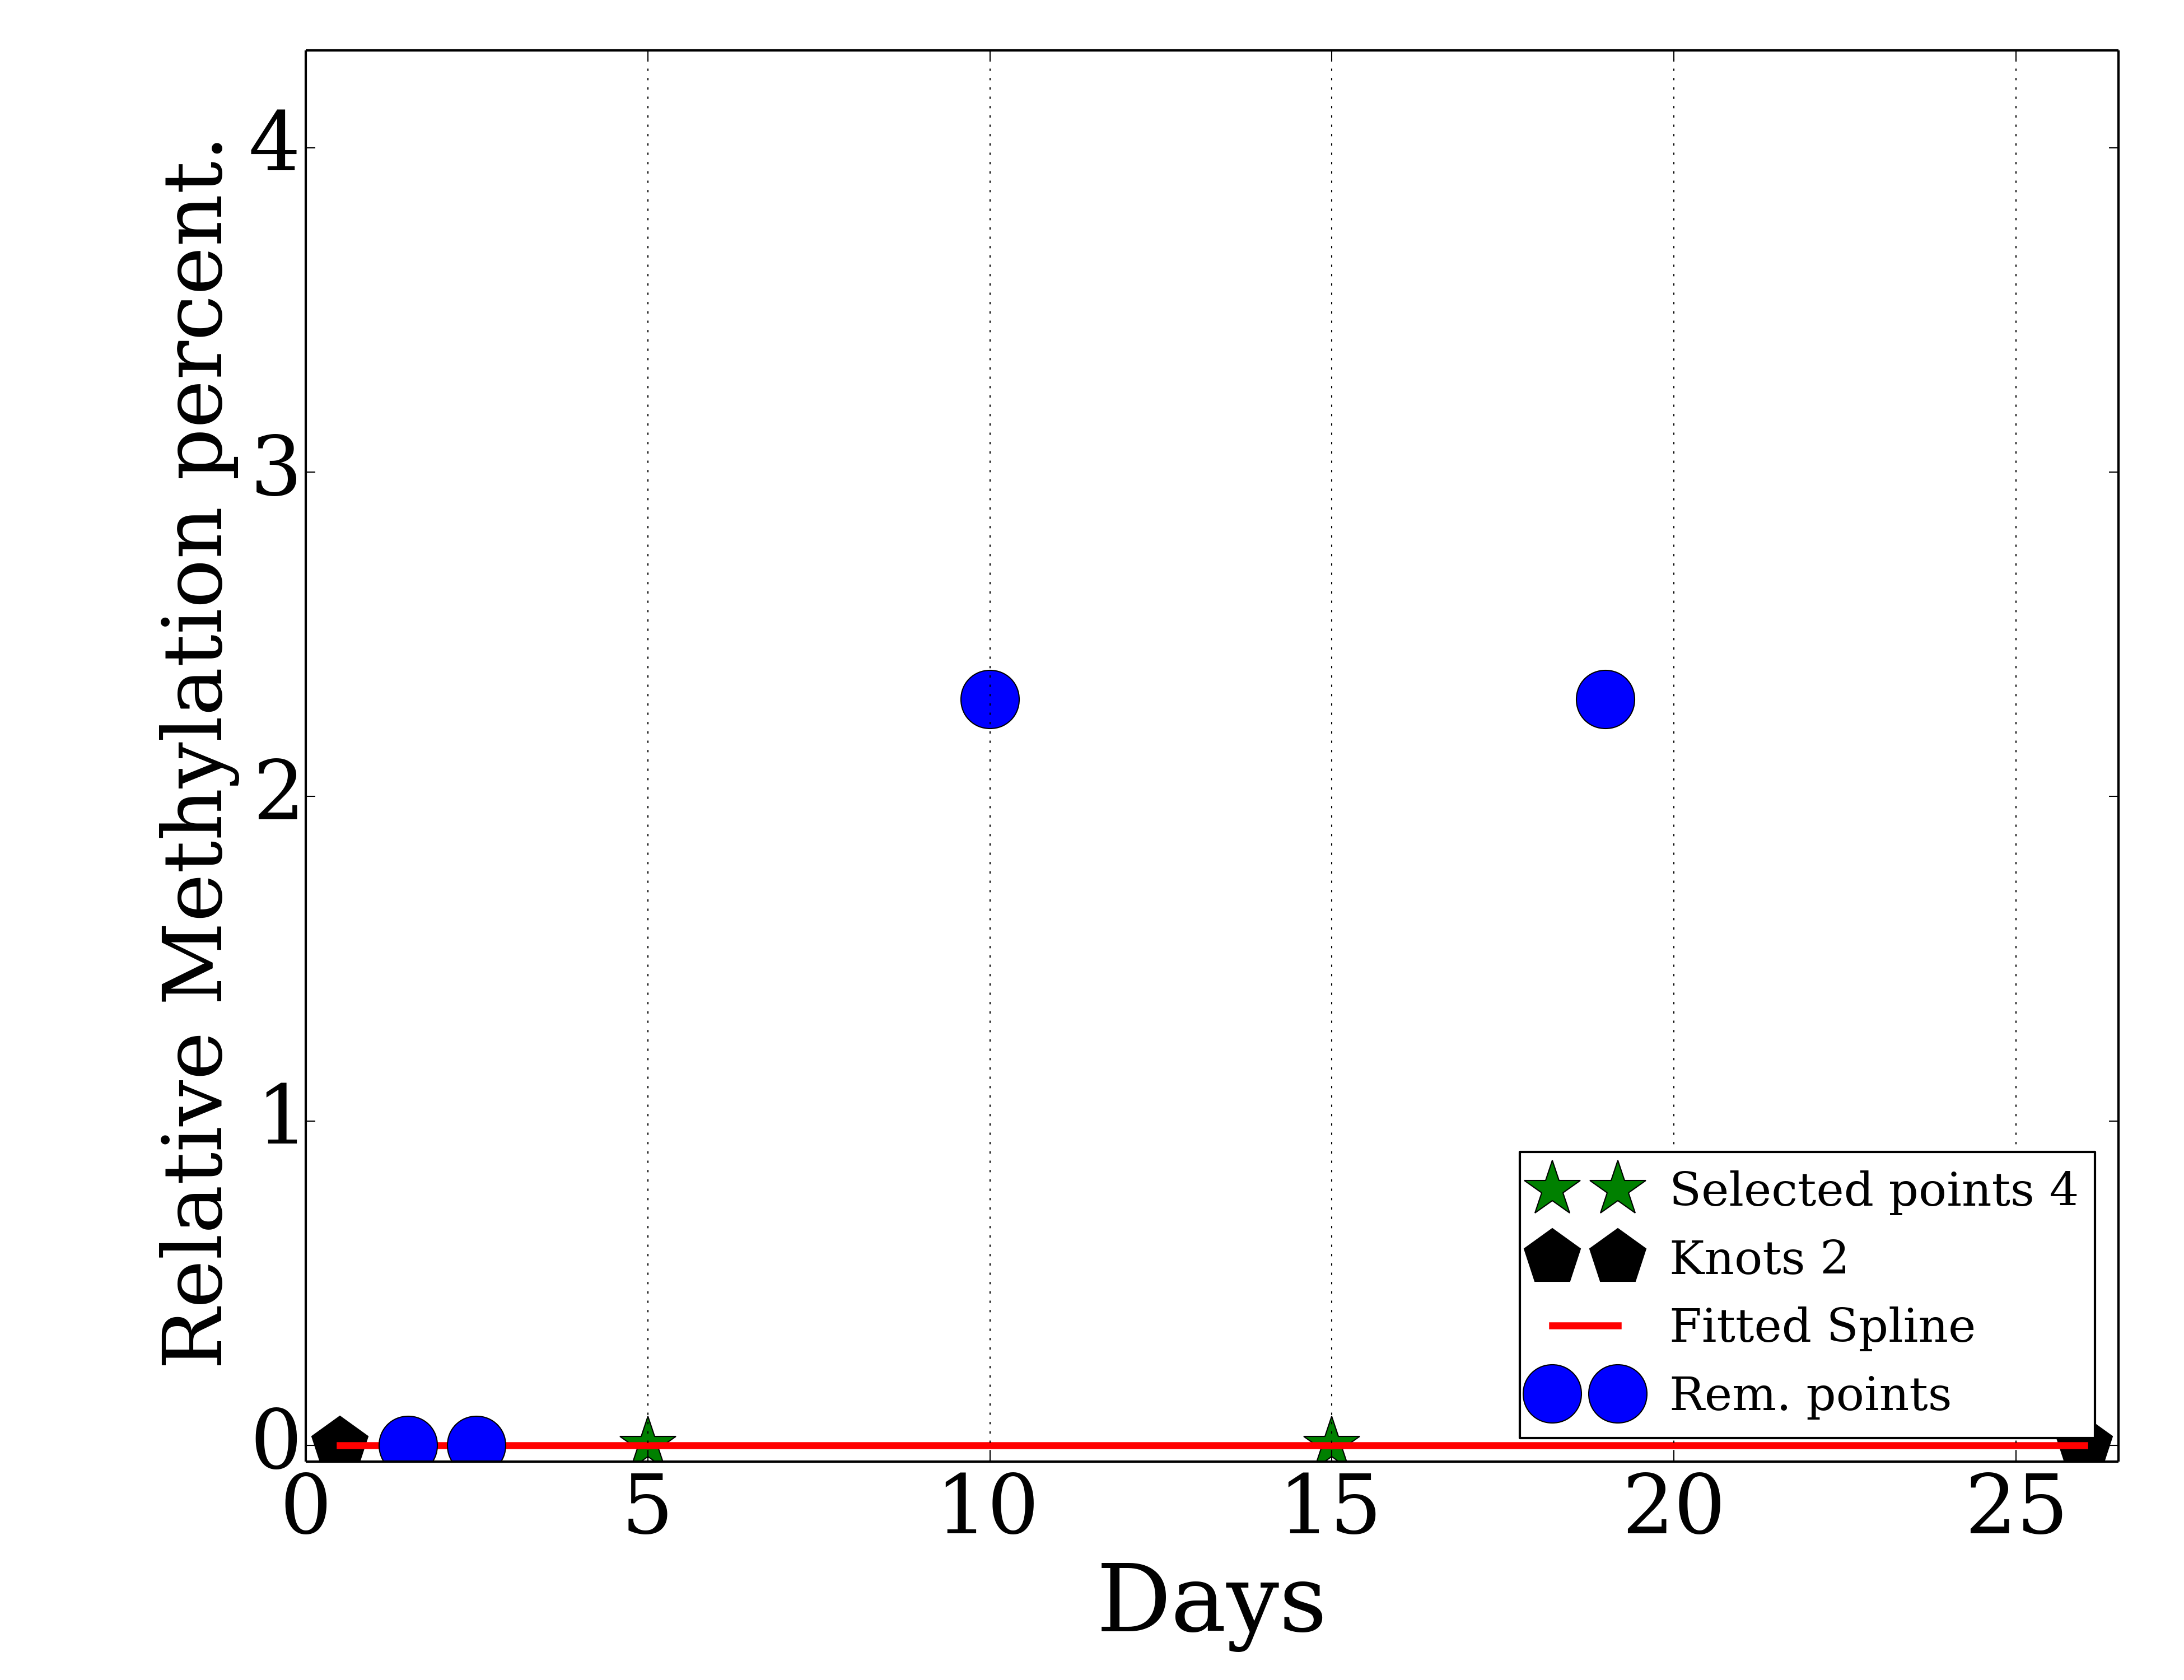 Relative Methylation percent.
4
3
2
1
0
0 5 10 15 20 25
Days
Selected points 4
Knots 2
Fitted Spline
Rem. points